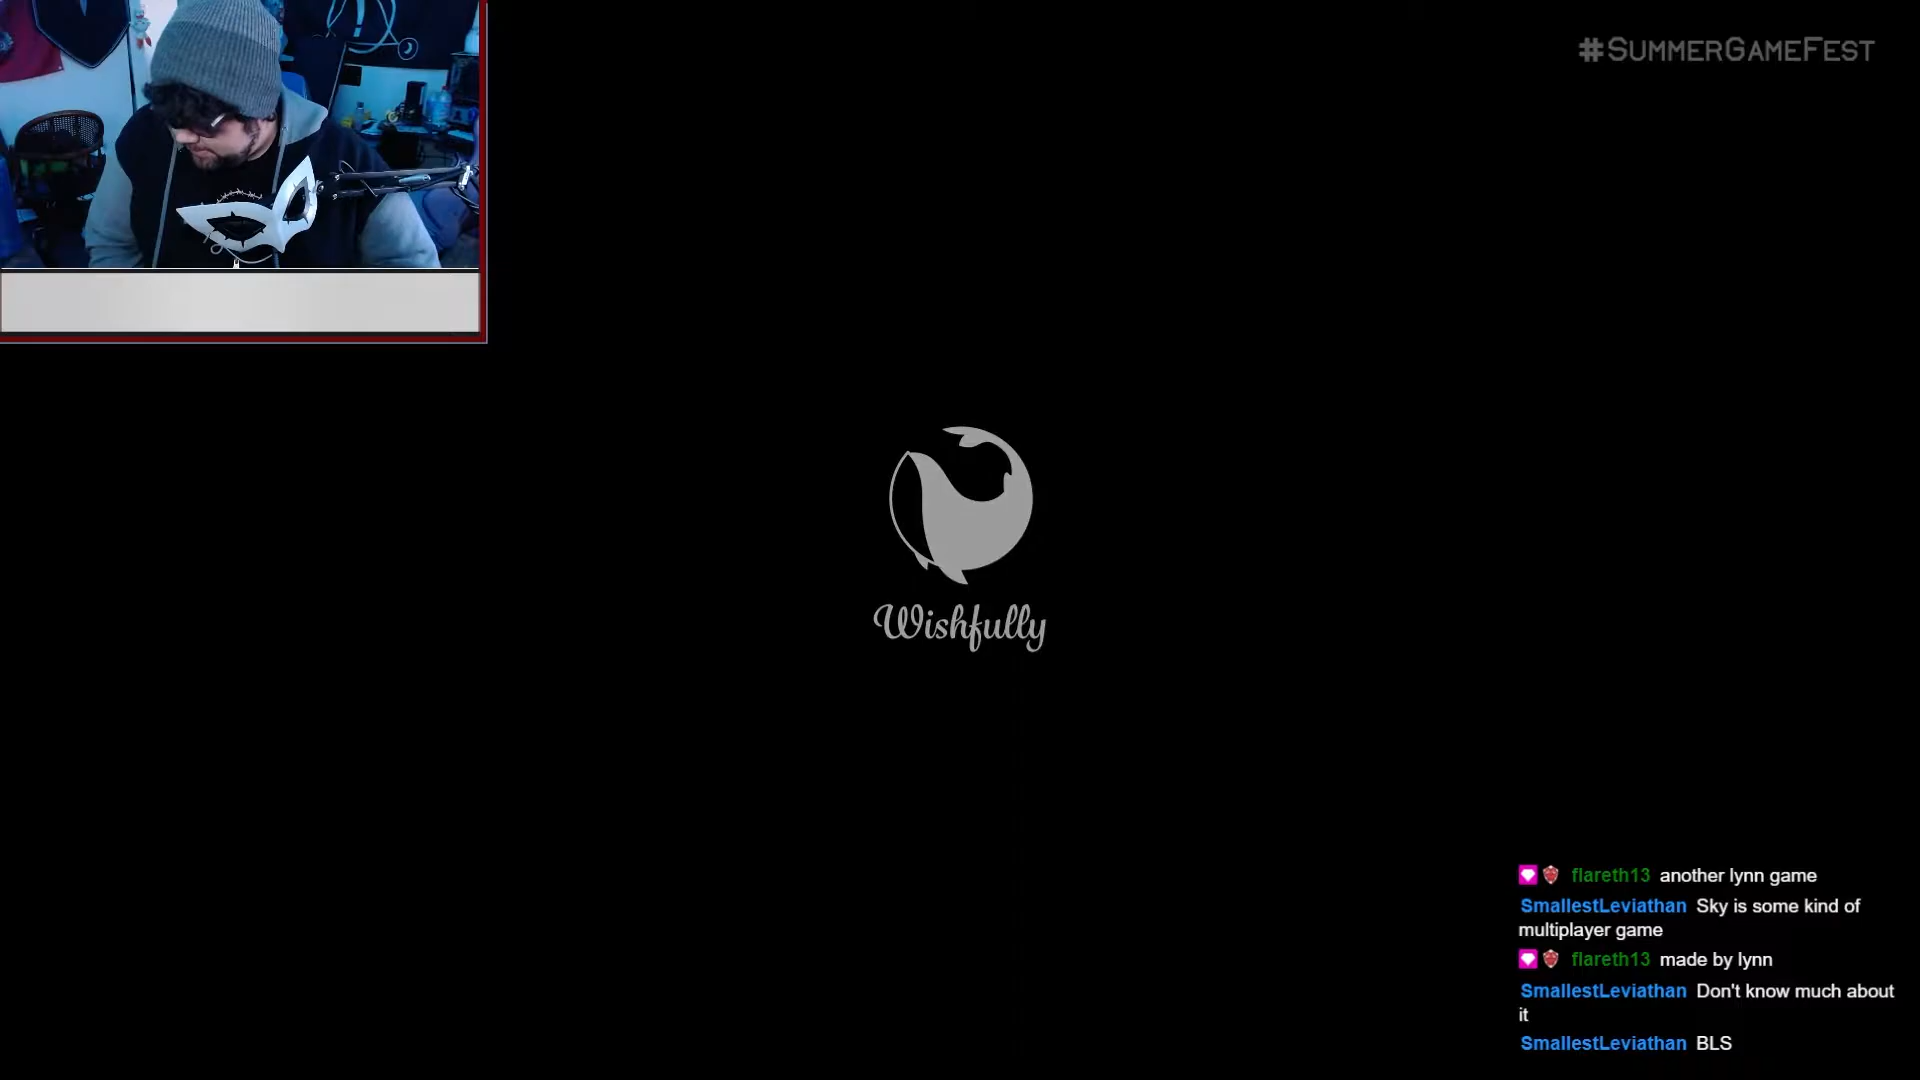 #SUMMERGAMEFEST
Wishfully
flareth13 another lynn game
SmallestLeviathan Sky is some kind of
multiplayer game
flareth13 made by lynn
SmallestLeviathan Don't know much about
it
SmallestLeviathan BLS